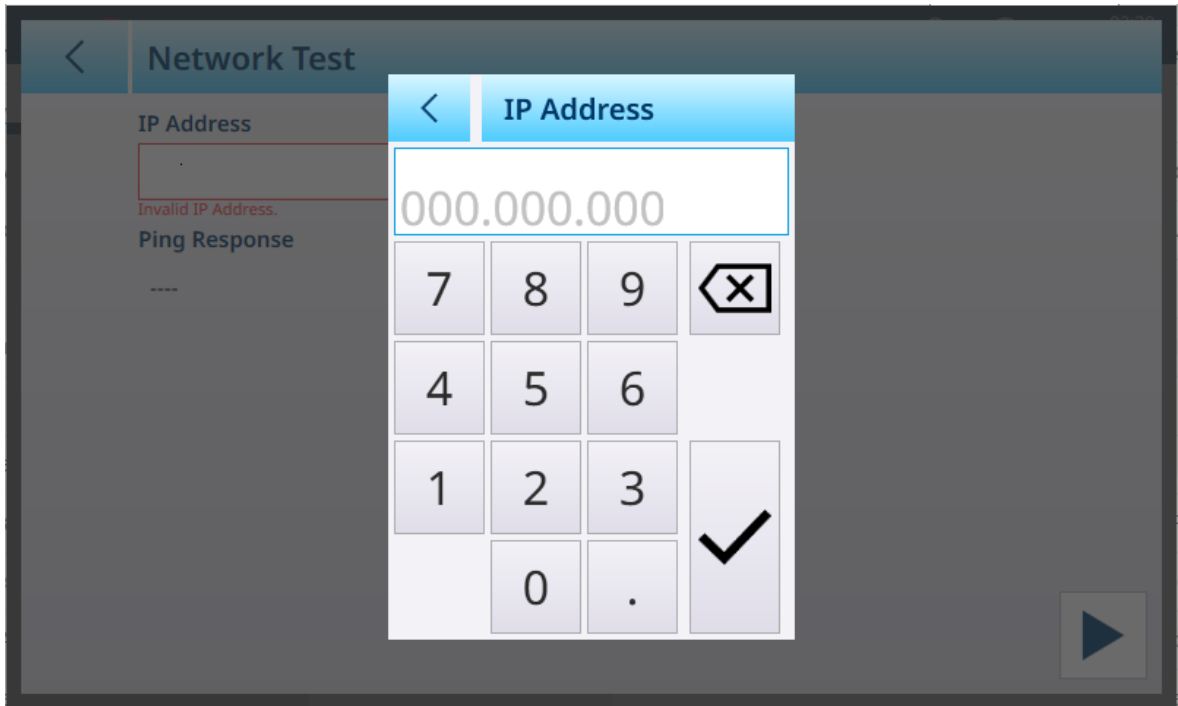 Network Test
IP Address
.
Invalid IP Address.
Ping Response
----
IP Address
000.000.000
7 8 9
4 5 6
1 2 3
0 .